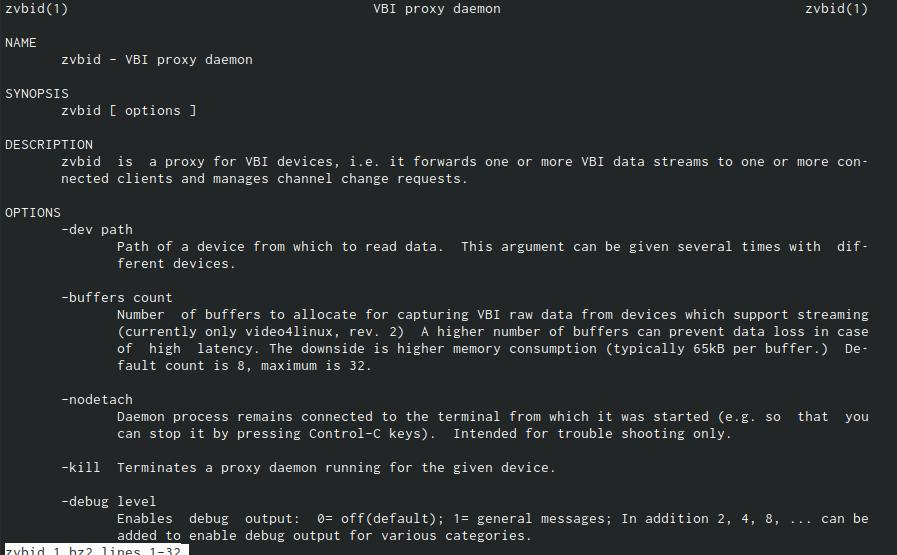 zvbid(1) VBI proxy daemon zvbid(1)
NAME
zvbid - VBI proxy daemon
SYNOPSIS
zvbid [ options ]
DESCRIPTION
zvbid is a proxy for VBI devices, i.e. it forwards one or more VBI data streams to one or more con-
nected clients and manages channel change requests.
OPTIONS
-dev path
Path of a device from which to read data. This argument can be given several times with dif-
ferent devices.
-buffers count
Number of buffers to allocate for capturing VBI raw data from devices which support streaming
(currently only video4linux, rev. 2) A higher number of buffers can prevent data loss in case
of high latency. The downside is higher memory consumption (typically 65kB per buffer.) De-
fault count is 8, maximum is 32.
-nodetach
Daemon process remains connected to the terminal from which it was started (e.g. so that you
can stop it by pressing Control-C keys). Intended for trouble shooting only.
-kill Terminates a proxy daemon running for the given device.
-debug level
Enables debug output: 0= off(default); 1= general messages; In addition 2, 4, 8, ... can be
added to enable debug output for various categories.
zvbid.1.bz2 lines 1-32